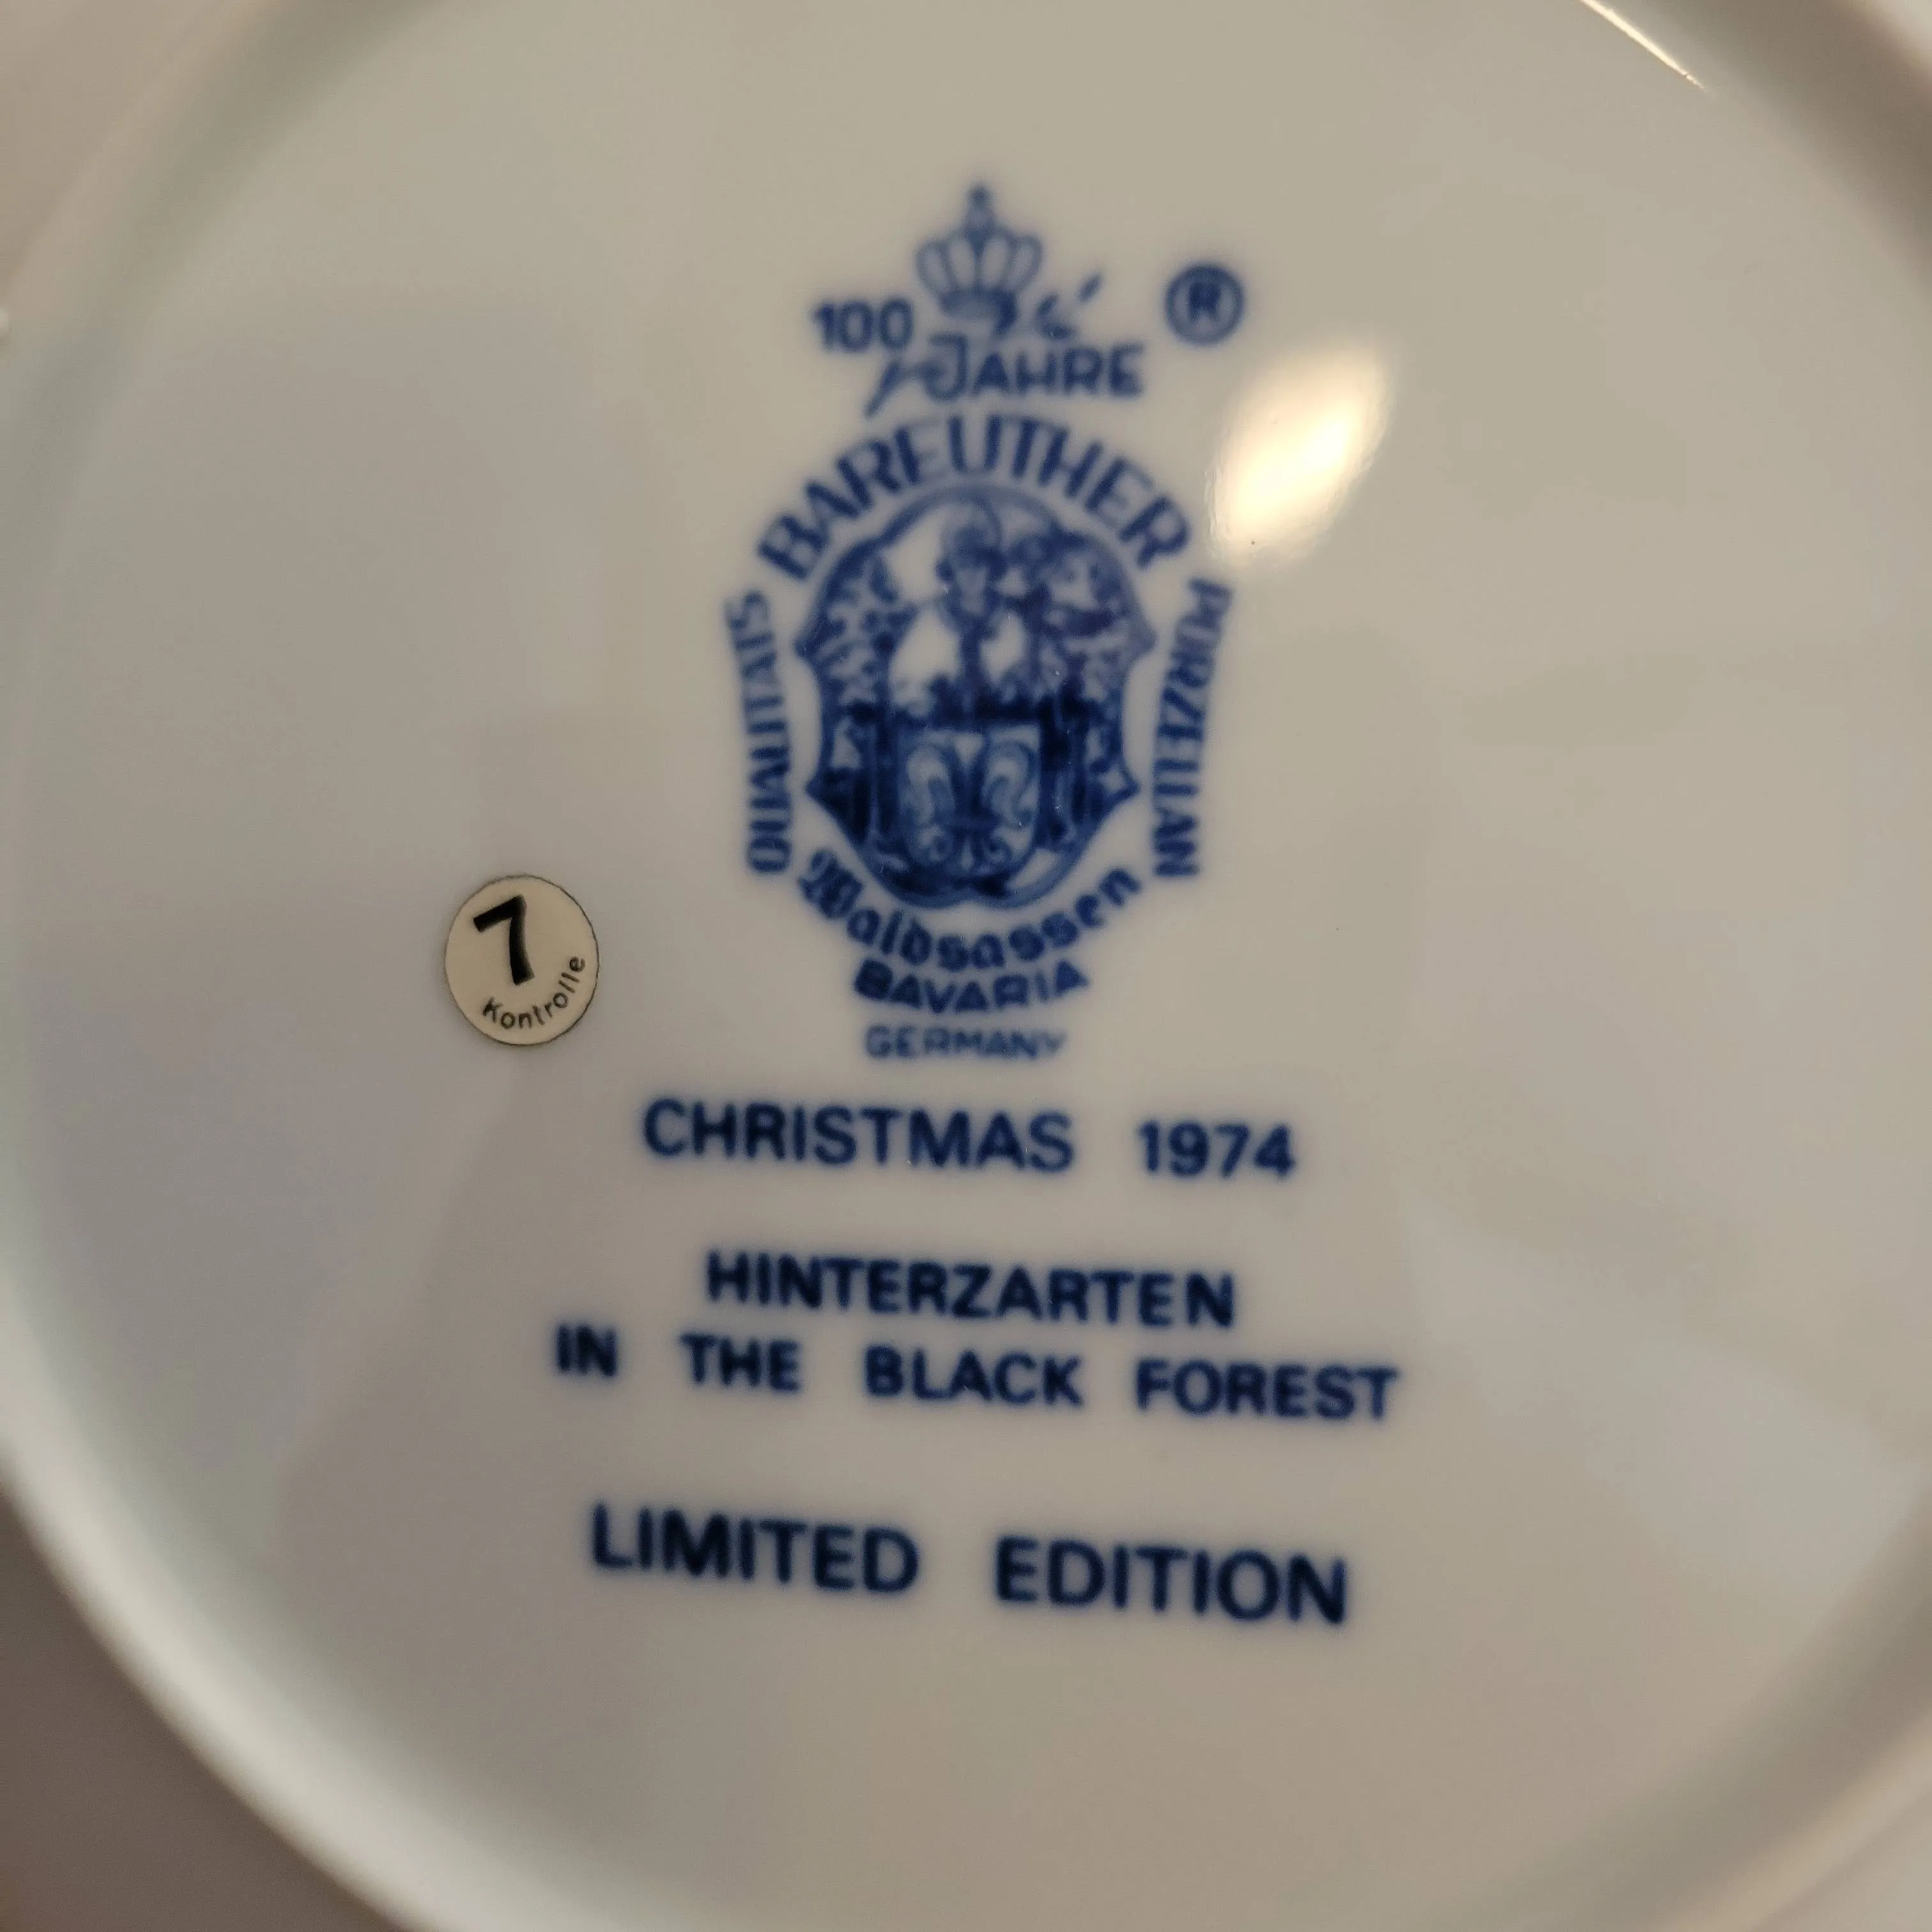 100
JAHRE
®
BAREUTHER
QUALITÄTS
PORZELLAN
Waldsassen
BAVARIA
GERMANY
7
Kontrolle
CHRISTMAS 1974
HINTERZARTEN
IN THE BLACK FOREST
LIMITED EDITION